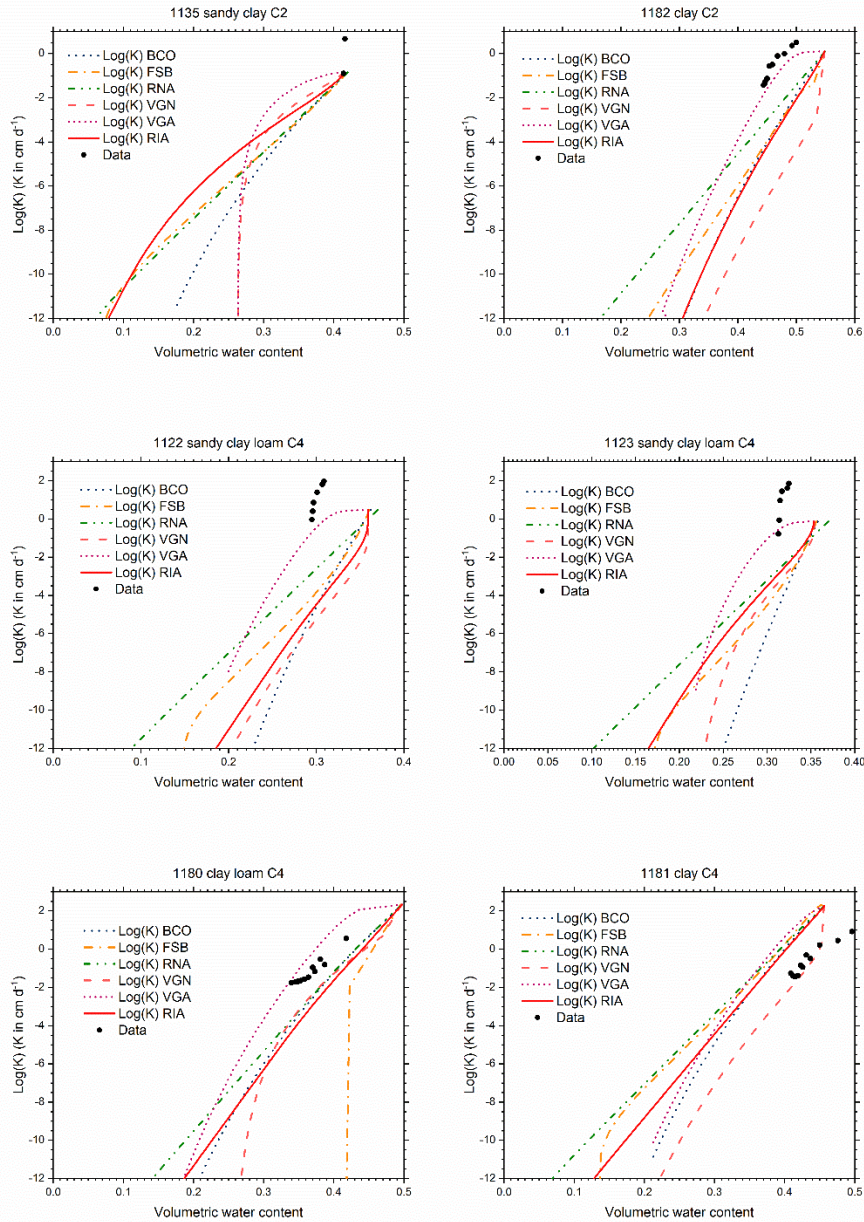 1135 sandy clay C2
0
-2
-4
-6
-8
-10
-12
0.0 0.1 0.2 0.3 0.4 0.5
Log(K) (K in cm d⁻¹)
Volumetric water content
Log(K) BCO
Log(K) FSB
Log(K) RNA
Log(K) VGN
Log(K) VGA
Log(K) RIA
Data
1182 clay C2
0
-2
-4
-6
-8
-10
-12
0.0 0.1 0.2 0.3 0.4 0.5 0.6
Log(K) (K in cm d⁻¹)
Volumetric water content
Log(K) BCO
Log(K) FSB
Log(K) RNA
Log(K) VGN
Log(K) VGA
Log(K) RIA
Data
1122 sandy clay loam C4
2
0
-2
-4
-6
-8
-10
-12
0.0 0.1 0.2 0.3 0.4
Log(K) (K in cm d⁻¹)
Volumetric water content
Log(K) BCO
Log(K) FSB
Log(K) RNA
Log(K) VGN
Log(K) VGA
Log(K) RIA
Data
1123 sandy clay loam C4
2
0
-2
-4
-6
-8
-10
-12
0.00 0.05 0.10 0.15 0.20 0.25 0.30 0.35 0.40
Log(K) (K in cm d⁻¹)
Volumetric water content
Log(K) BCO
Log(K) FSB
Log(K) RNA
Log(K) VGN
Log(K) VGA
Log(K) RIA
Data
1180 clay loam C4
2
0
-2
-4
-6
-8
-10
-12
0.0 0.1 0.2 0.3 0.4 0.5
Log(K) (K in cm d⁻¹)
Volumetric water content
Log(K) BCO
Log(K) FSB
Log(K) RNA
Log(K) VGN
Log(K) VGA
Log(K) RIA
Data
1181 clay C4
2
0
-2
-4
-6
-8
-10
-12
0.0 0.1 0.2 0.3 0.4 0.5
Log(K) (K in cm d⁻¹)
Volumetric water content
Log(K) BCO
Log(K) FSB
Log(K) RNA
Log(K) VGN
Log(K) VGA
Log(K) RIA
Data